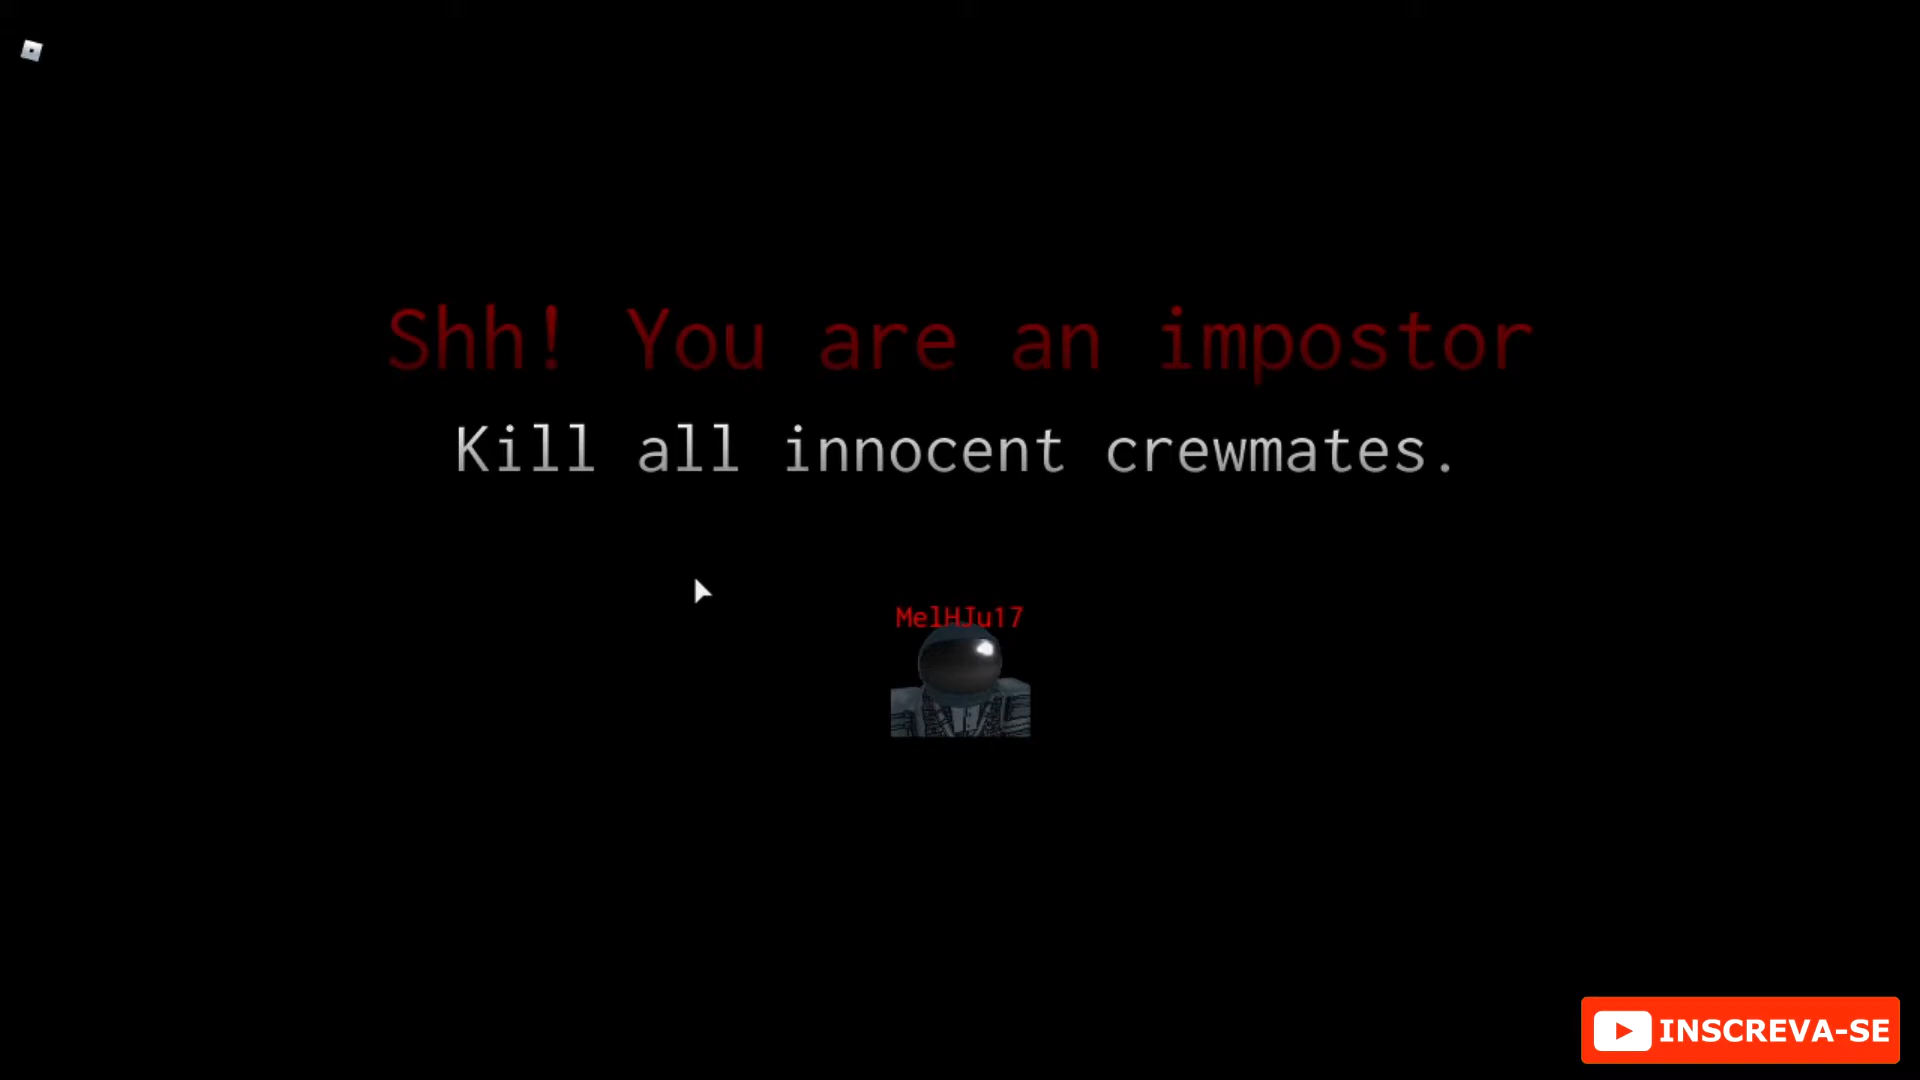 Shh! You are an impostor
Kill all innocent crewmates.
MelHJu17
INSCREVA-SE